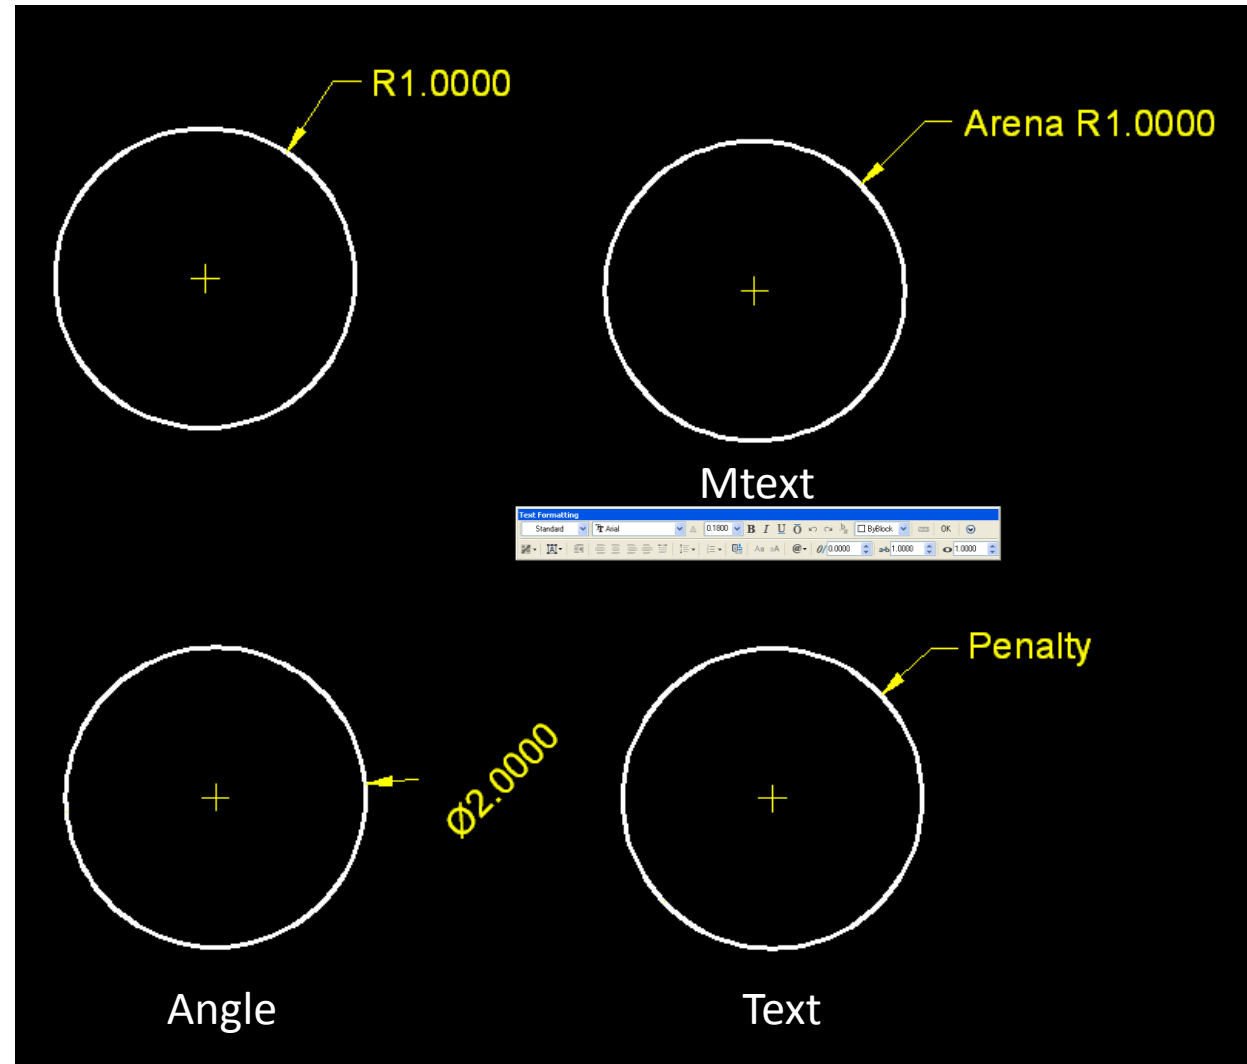 R1.0000
Arena R1.0000
Mtext
Text Formatting
Standard Arial 0.1800 B I U O ByBlock OK
@ 0/ 0.0000 a-b 1.0000 1.0000
Penalty
Ø2.0000
Angle
Text